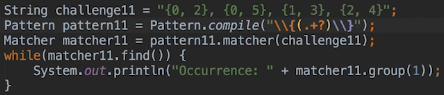 String challenge11 = "{0, 2}, {0, 5}, {1, 3}, {2, 4}";
Pattern pattern11 = Pattern.compile("\\{(.+?)\\}");
Matcher matcher11 = pattern11.matcher(challenge11);
while(matcher11.find()) {
    System.out.println("Occurrence: " + matcher11.group(1));
}